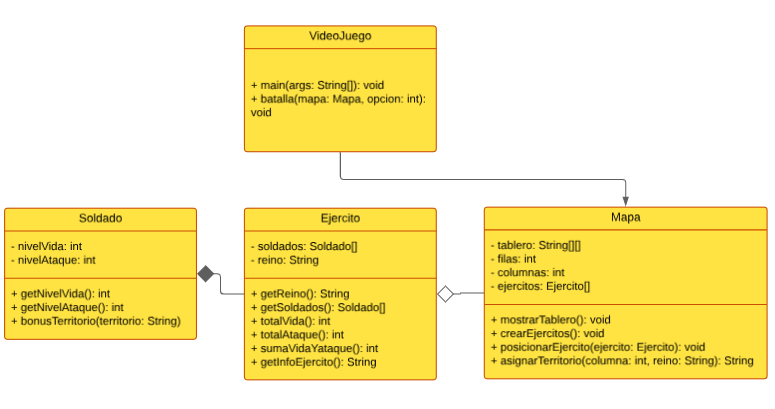 VideoJuego
+ main(args: String[]): void
+ batalla(mapa: Mapa, opcion: int):
void
Soldado
- nivelVida: int
- nivelAtaque: int
+ getNivelVida(): int
+ getNivelAtaque(): int
+ bonusTerritorio(territorio: String)
Ejercito
- soldados: Soldado[]
- reino: String
+ getReino(): String
+ getSoldados(): Soldado[]
+ totalVida(): int
+ totalAtaque(): int
+ sumaVidaYataque(): int
+ getInfoEjercito(): String
Mapa
- tablero: String[][]
- filas: int
- columnas: int
- ejercitos: Ejercito[]
+ mostrarTablero(): void
+ crearEjercitos(): void
+ posicionarEjercito(ejercito: Ejercito): void
+ asignarTerritorio(columna: int, reino: String): String